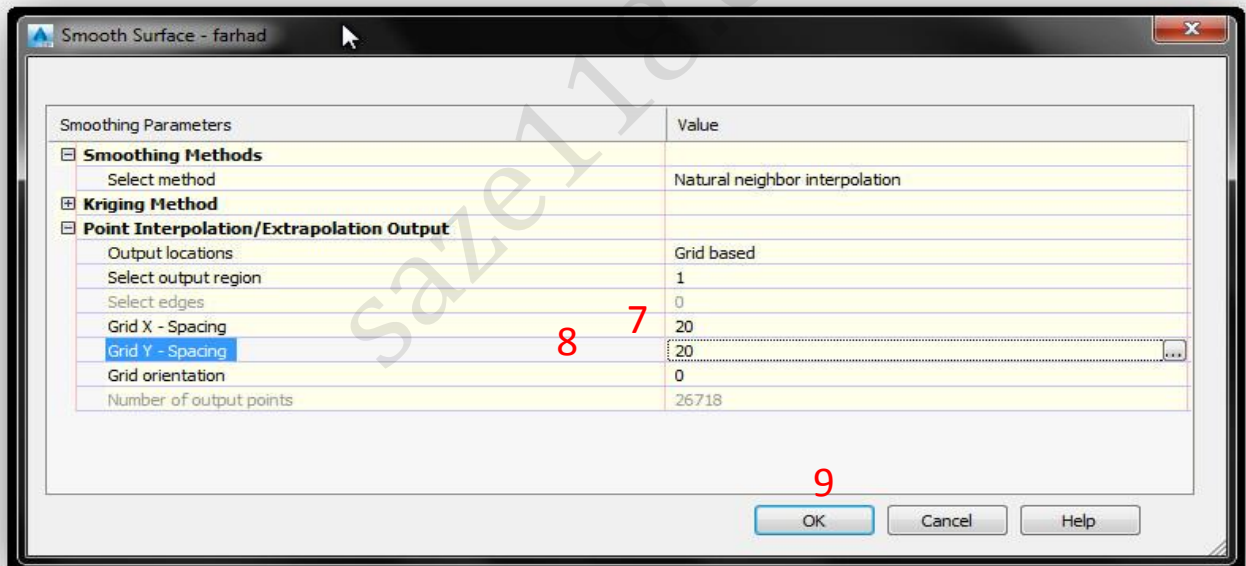 Smooth Surface - farhad
Smoothing Parameters Value
Smoothing Methods
Select method Natural neighbor interpolation
Kriging Method
Point Interpolation/Extrapolation Output
Output locations Grid based
Select output region 1
Select edges 0
Grid X - Spacing 7 20
Grid Y - Spacing 8 20 ...
Grid orientation 0
Number of output points 26718
9
OK Cancel Help
saze118